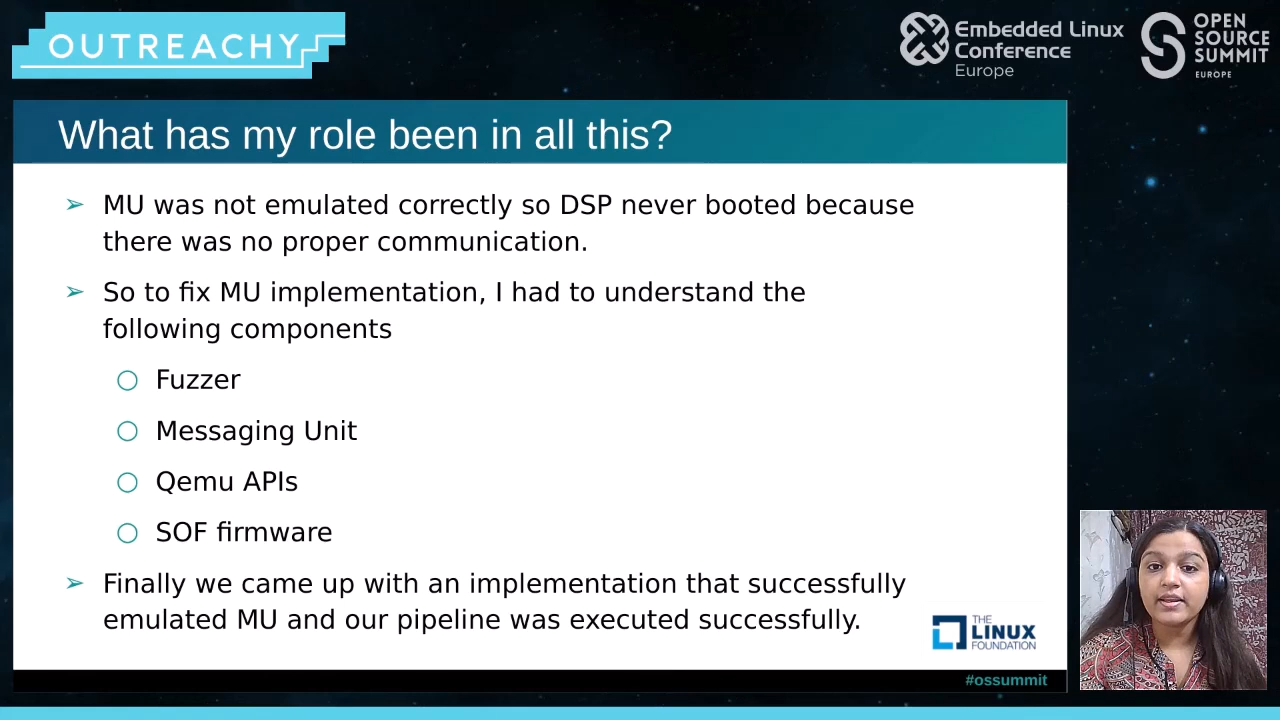 OUTREACHY
Embedded Linux
Conference
Europe
OPEN
SOURCE
SUMMIT
EUROPE
What has my role been in all this?
➢ MU was not emulated correctly so DSP never booted because
there was no proper communication.
➢ So to fix MU implementation, I had to understand the
following components
○ Fuzzer
○ Messaging Unit
○ Qemu APIs
○ SOF firmware
➢ Finally we came up with an implementation that successfully
emulated MU and our pipeline was executed successfully.
THE
LINUX
FOUNDATION
#ossummit